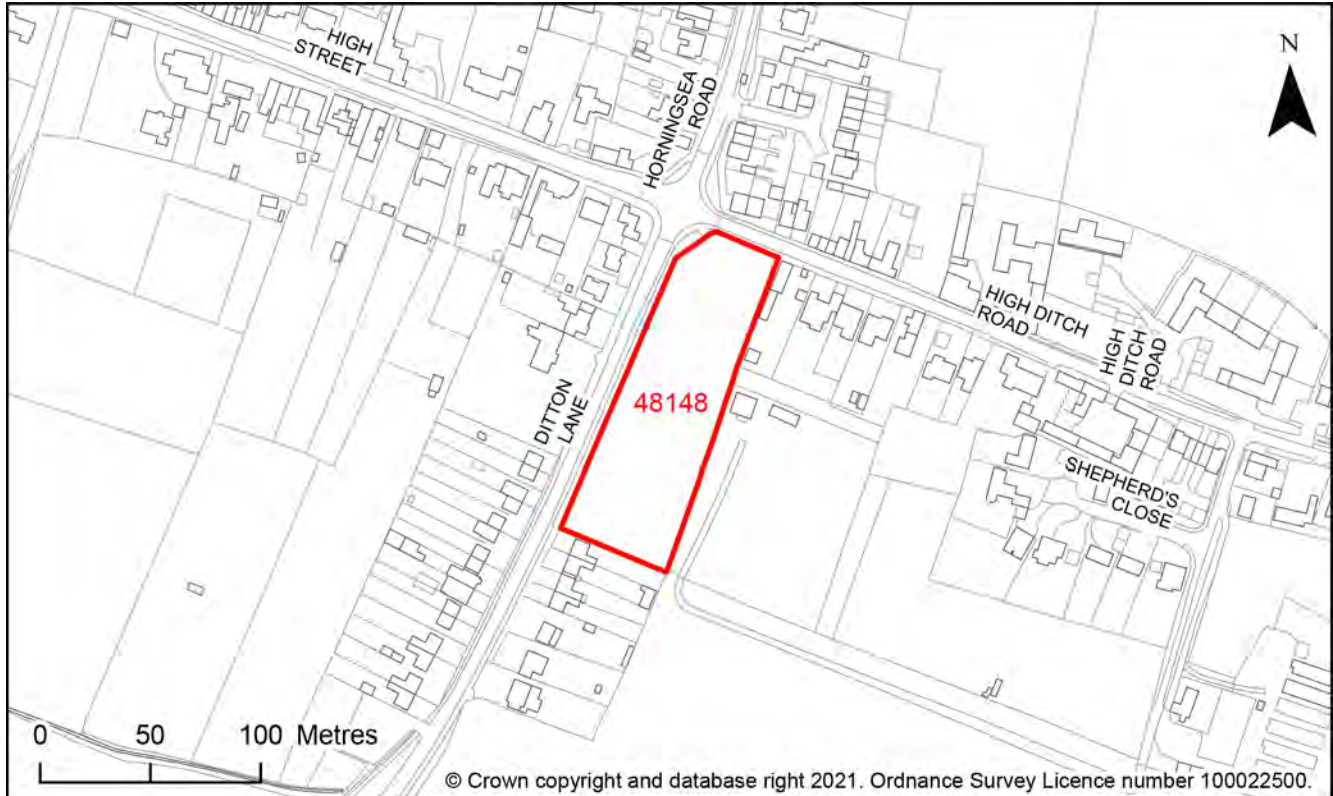 HIGH
STREET
HORNINGSEA
ROAD
N
48148
DITTON
LANE
HIGH DITCH
ROAD
HIGH
DITCH
ROAD
SHEPHERD'S
CLOSE
0 50 100 Metres
© Crown copyright and database right 2021. Ordnance Survey Licence number 100022500.